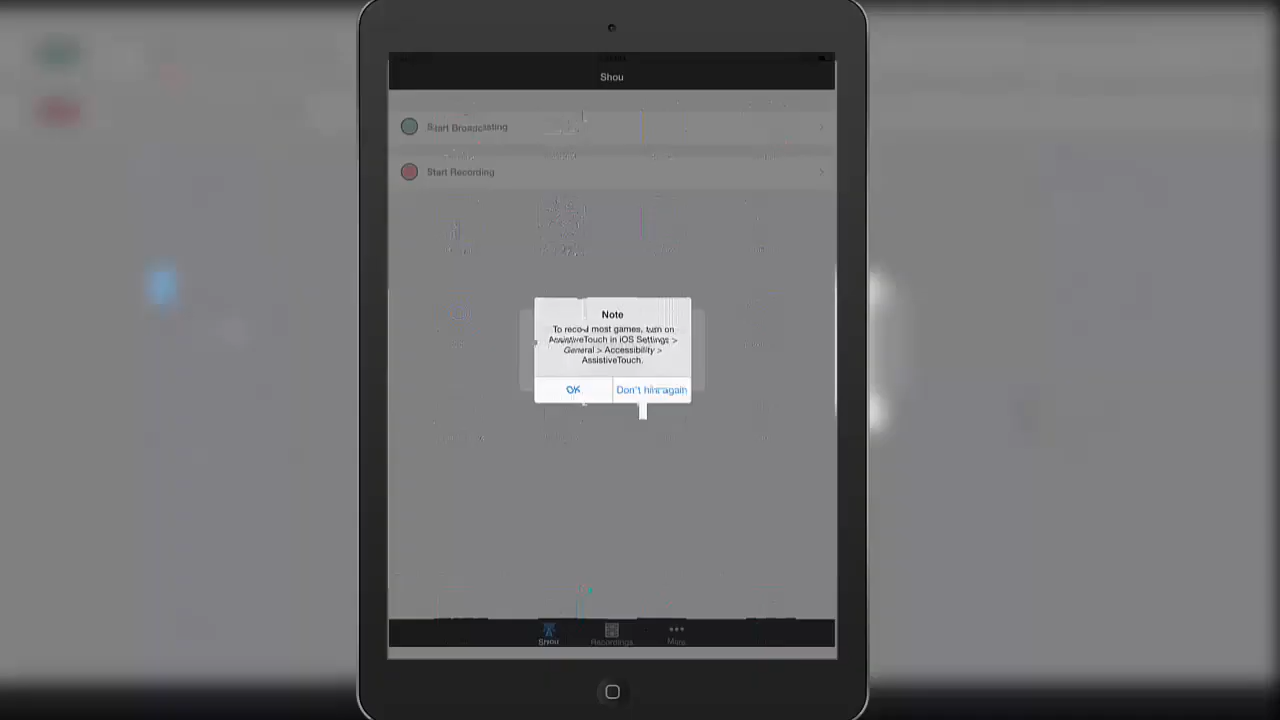 Shou
Start Broadcasting
Start Recording
Note
To record most games, turn on
AssistiveTouch in iOS Settings >
General > Accessibility >
AssistiveTouch.
OK
Don't hint again
Shou
Recordings
More